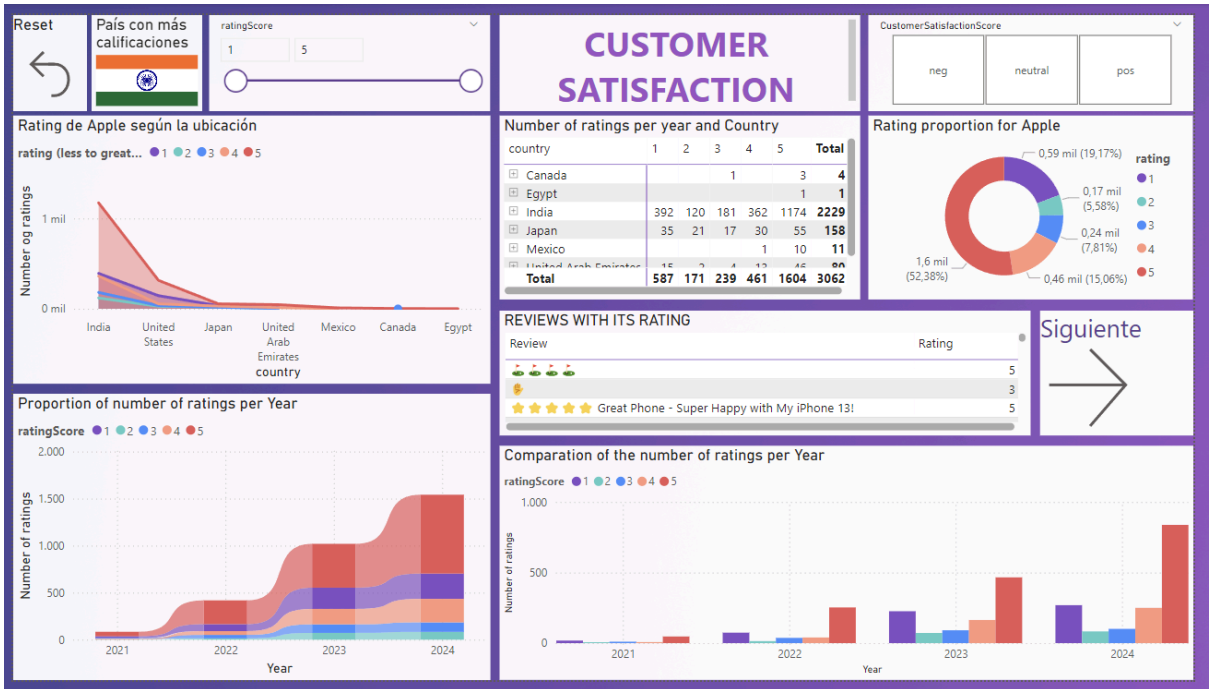 Reset
País con más
calificaciones
ratingScore
1 5
CUSTOMER
SATISFACTION
CustomerSatisfactionScore
neg neutral pos
Rating de Apple según la ubicación
rating (less to great... 1 2 3 4 5
Number og ratings
1 mil
0 mil
India United States Japan United Arab Emirates Mexico Canada Egypt
country
Number of ratings per year and Country
country 1 2 3 4 5 Total
Canada 1 3 4
Egypt 1 1
India 392 120 181 362 1174 2229
Japan 35 21 17 30 55 158
Mexico 1 10 11
United Arab Emirates 15 2 4 13 46 80
Total 587 171 239 461 1604 3062
Rating proportion for Apple
0,59 mil (19,17%)
0,17 mil
(5,58%)
0,24 mil
(7,81%)
0,46 mil (15,06%)
1,6 mil
(52,38%)
rating
1
2
3
4
5
REVIEWS WITH ITS RATING
Review Rating
⛳⛳⛳⛳ 5
3
⭐⭐⭐⭐⭐ Great Phone - Super Happy with My iPhone 13! 5
Siguiente
Proportion of number of ratings per Year
ratingScore 1 2 3 4 5
Number of ratings
2.000
1.500
1.000
500
0
2021 2022 2023 2024
Year
Comparation of the number of ratings per Year
ratingScore 1 2 3 4 5
Number of ratings
1.000
500
0
2021 2022 2023 2024
Year